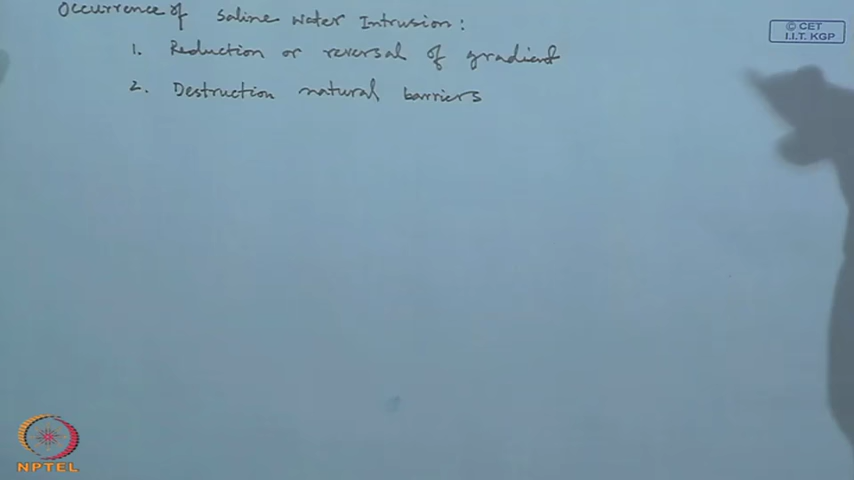 Occurrence of Saline Water Intrusion:
1. Reduction or reversal of gradient
2. Destruction natural barriers
© CET
I.I.T. KGP
NPTEL